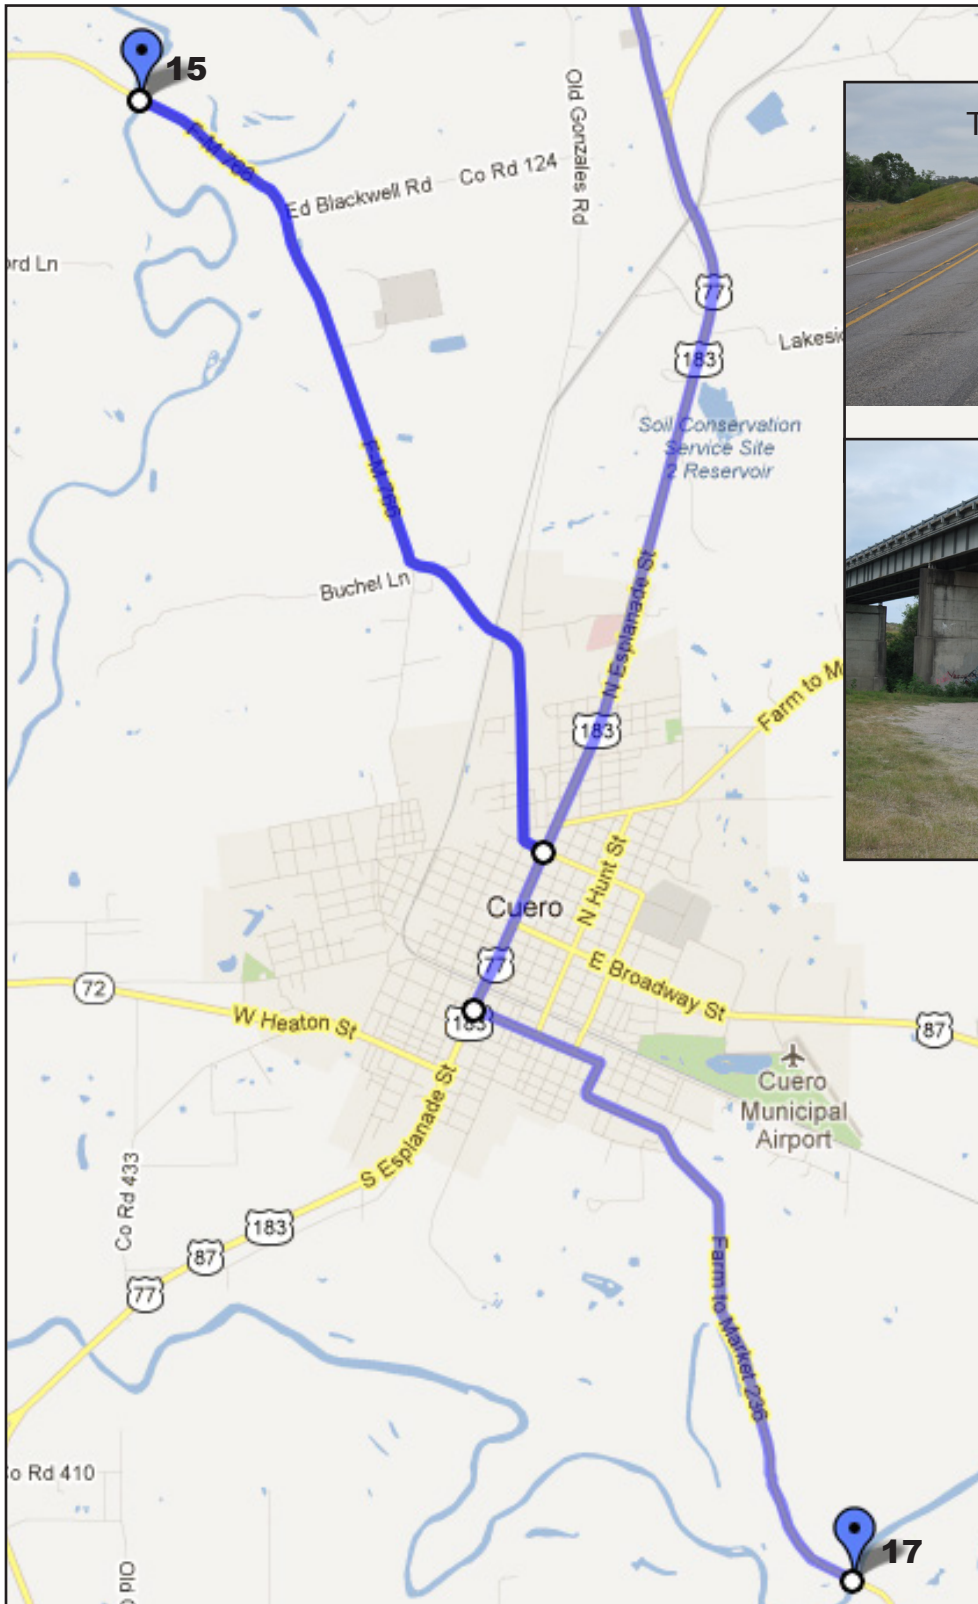 15
F-M 766
Ed Blackwell Rd
Co Rd 124
Old Gonzales Rd
T
ord Ln
77
183
Lakesi
Soil Conservation
Service Site
2 Reservoir
F-M 766
Buchel Ln
N Esplanade St
183
Farm to M
N Hunt St
Cuero
77
E Broadway St
72
W Heaton St
183
87
Cuero
Municipal
Airport
S Esplanade St
Co Rd 433
183
87
77
Farm to Market 236
o Rd 410
Old
17